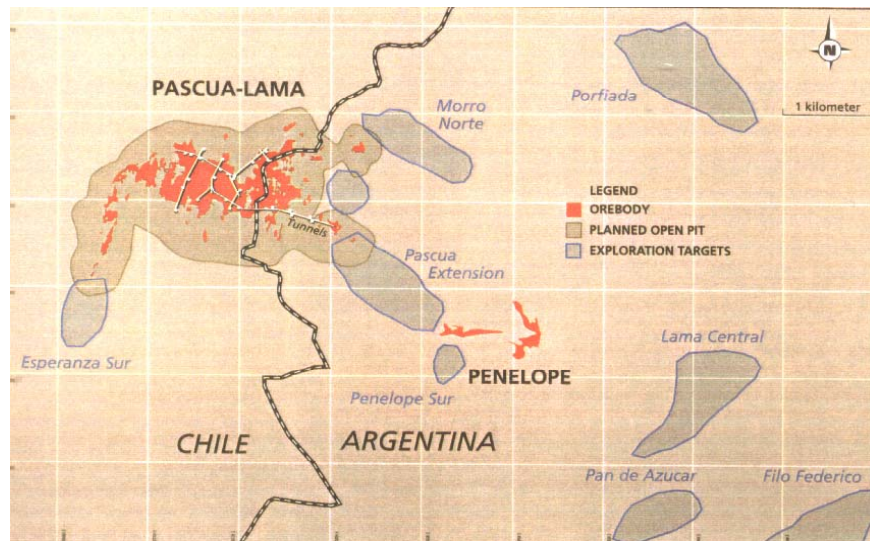 PASCUA-LAMA
Morro
Norte
Porfiada
N
1 kilometer
LEGEND
OREBODY
PLANNED OPEN PIT
EXPLORATION TARGETS
Tunnels
Pascua
Extension
Esperanza Sur
PENELOPE
Penelope Sur
Lama Central
CHILE
ARGENTINA
Pan de Azucar
Filo Federico